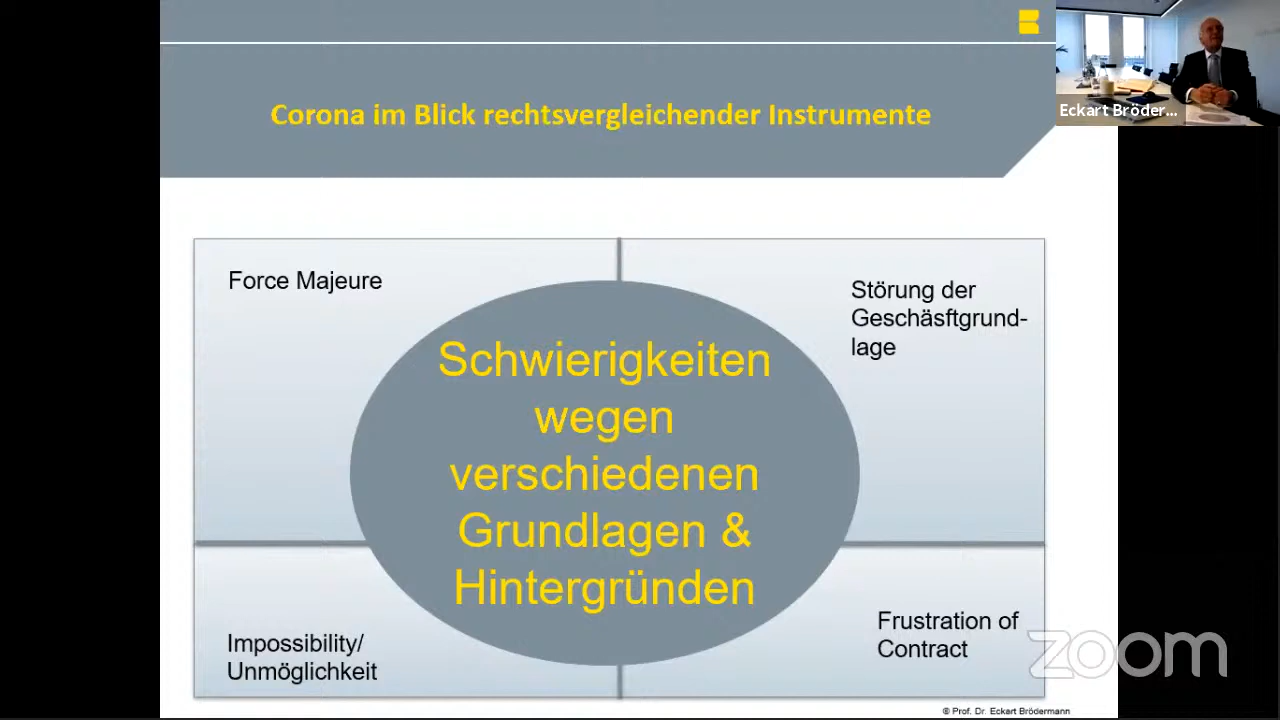 Corona im Blick rechtsvergleichender Instrumente
Eckart Bröder...
Force Majeure
Störung der
Geschäsftgrund-
lage
Schwierigkeiten
wegen
verschiedenen
Grundlagen &
Hintergründen
Impossibility/
Unmöglichkeit
Frustration of
Contract
zoom
© Prof. Dr. Eckart Brödermann